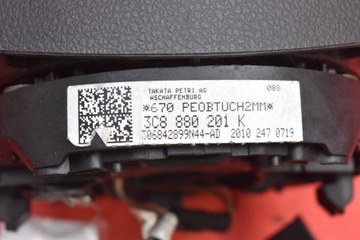 TAKATA PETRI AG 08S
ASCHAFFENBURG
*670 PEOBTUCH2MM*
3C8 880 201 K
306842899N44-AD 2010 247 0719